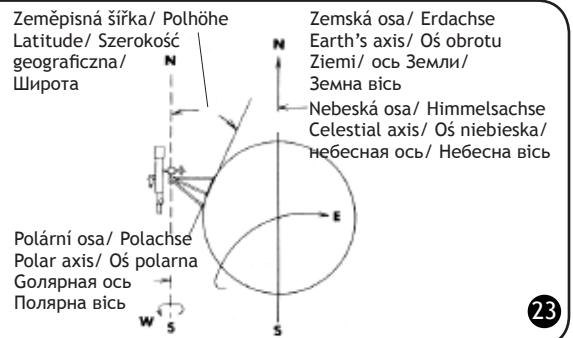 Zeměpisná šířka/ Polhöhe
Latitude/ Szerokość
geograficzna/
Широта
N
Zemská osa/ Erdachse
Earth's axis/ Oś obrotu
Ziemi/ ось Земли/
Земна вісь
N
Nebeská osa/ Himmelsachse
Celestial axis/ Oś niebieska/
небесная ось/ Небесна вісь
E
Polární osa/ Polachse
Polar axis/ Oś polarna
Gолярная ось
Полярна вісь
W
S
S
23